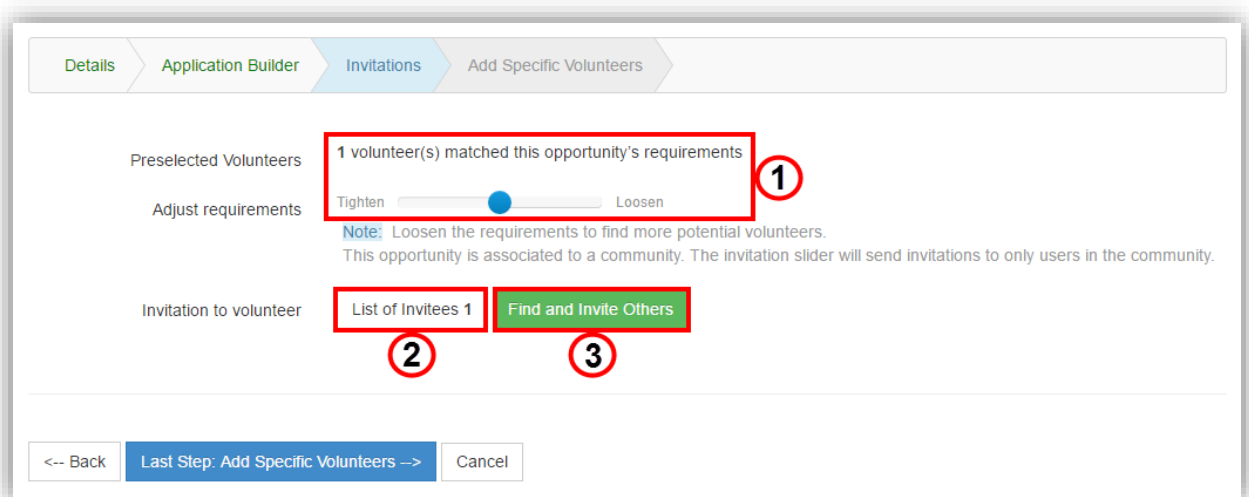 Details Application Builder Invitations Add Specific Volunteers
Preselected Volunteers 1 volunteer(s) matched this opportunity's requirements
1
Adjust requirements Tighten Loosen
Note: Loosen the requirements to find more potential volunteers.
This opportunity is associated to a community. The invitation slider will send invitations to only users in the community.
Invitation to volunteer List of Invitees 1 Find and Invite Others
2 3
<-- Back Last Step: Add Specific Volunteers --> Cancel